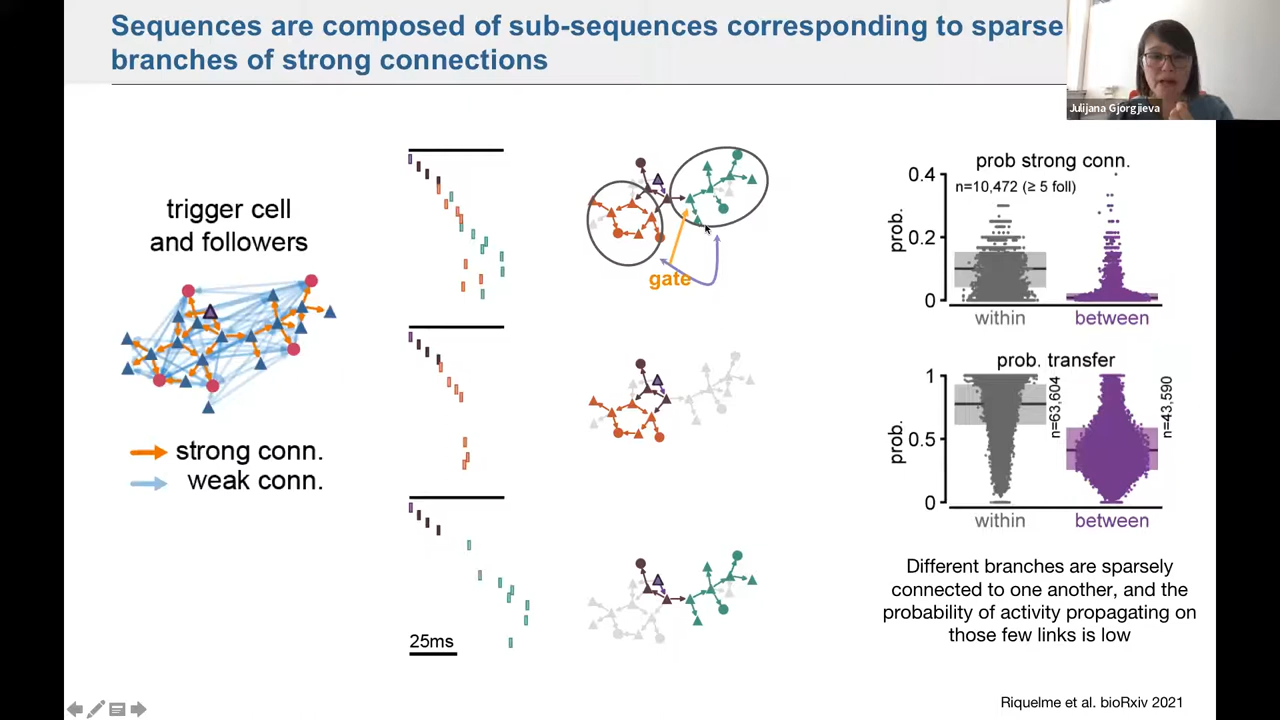 Sequences are composed of sub-sequences corresponding to sparse
branches of strong connections
Julijana Gjorgjieva
trigger cell
and followers
strong conn.
weak conn.
25ms
gate
prob strong conn.
n=10,472 (≥ 5 foll)
prob.
0.4
0.2
0
within
between
prob. transfer
prob.
1
0.5
0
n=63,604
n=43,590
within
between
Different branches are sparsely
connected to one another, and the
probability of activity propagating on
those few links is low
Riquelme et al. bioRxiv 2021